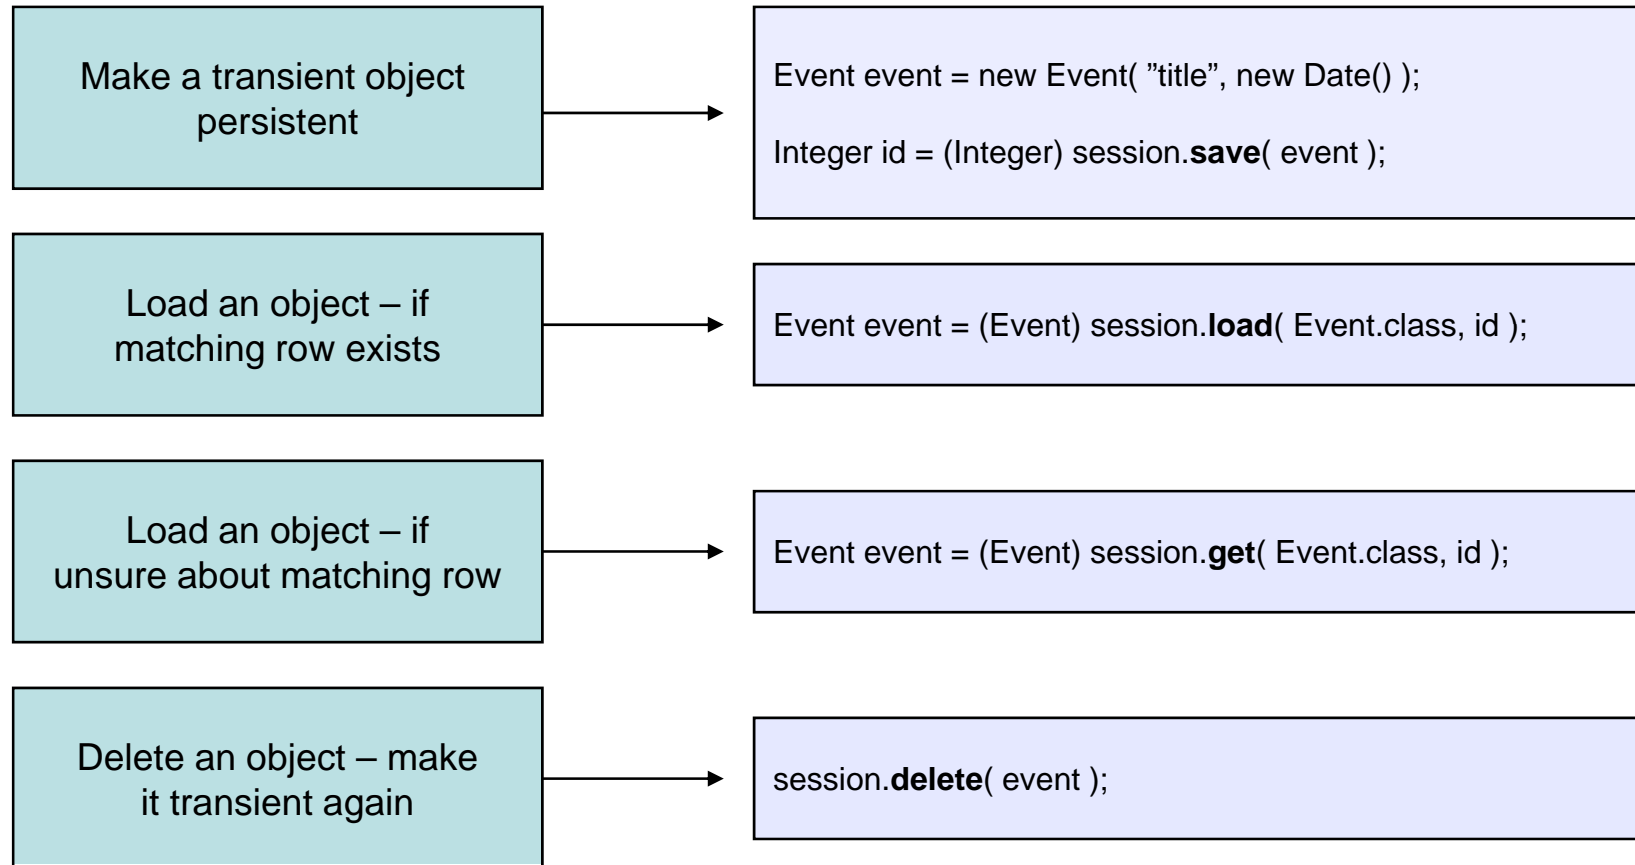 Make a transient object
persistent
Event event = new Event( ”title”, new Date() );
Integer id = (Integer) session.save( event );
Load an object – if
matching row exists
Event event = (Event) session.load( Event.class, id );
Load an object – if
unsure about matching row
Event event = (Event) session.get( Event.class, id );
Delete an object – make
it transient again
session.delete( event );